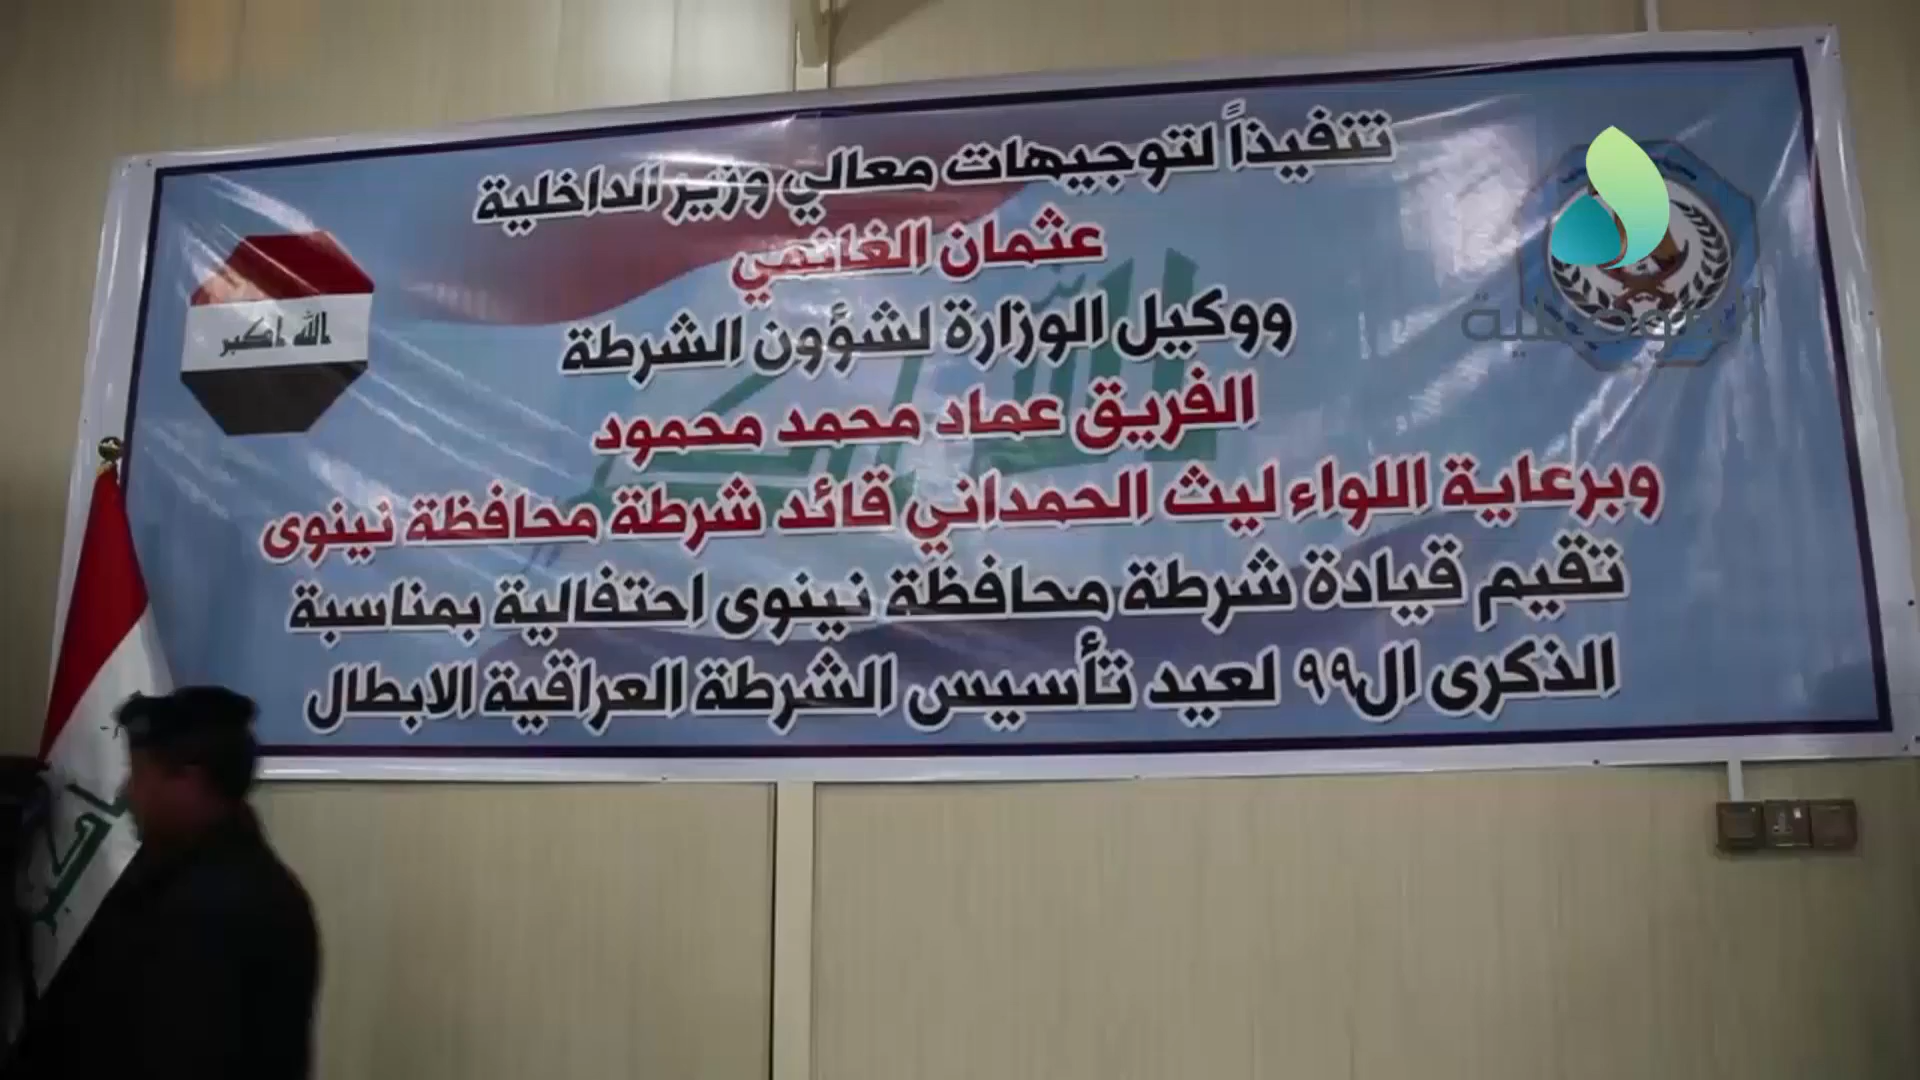 تنفيذاً لتوجيهات معالي وزير الداخلية
عثمان الغانمي
ووكيل الوزارة لشؤون الشرطة
الفريق عماد محمد محمود
وبرعاية اللواء ليث الحمداني قائد شرطة محافظة نينوى
تقيم قيادة شرطة محافظة نينوى احتفالية بمناسبة
الذكرى ال٩٩ لعيد تأسيس الشرطة العراقية الابطال
الله اكبر